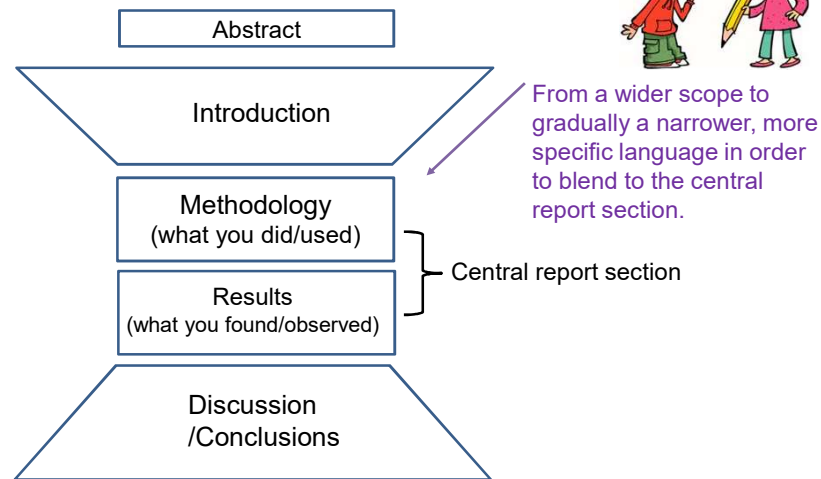 Abstract
Introduction
From a wider scope to
gradually a narrower, more
specific language in order
to blend to the central
report section.
Methodology
(what you did/used)
Central report section
Results
(what you found/observed)
Discussion
/Conclusions